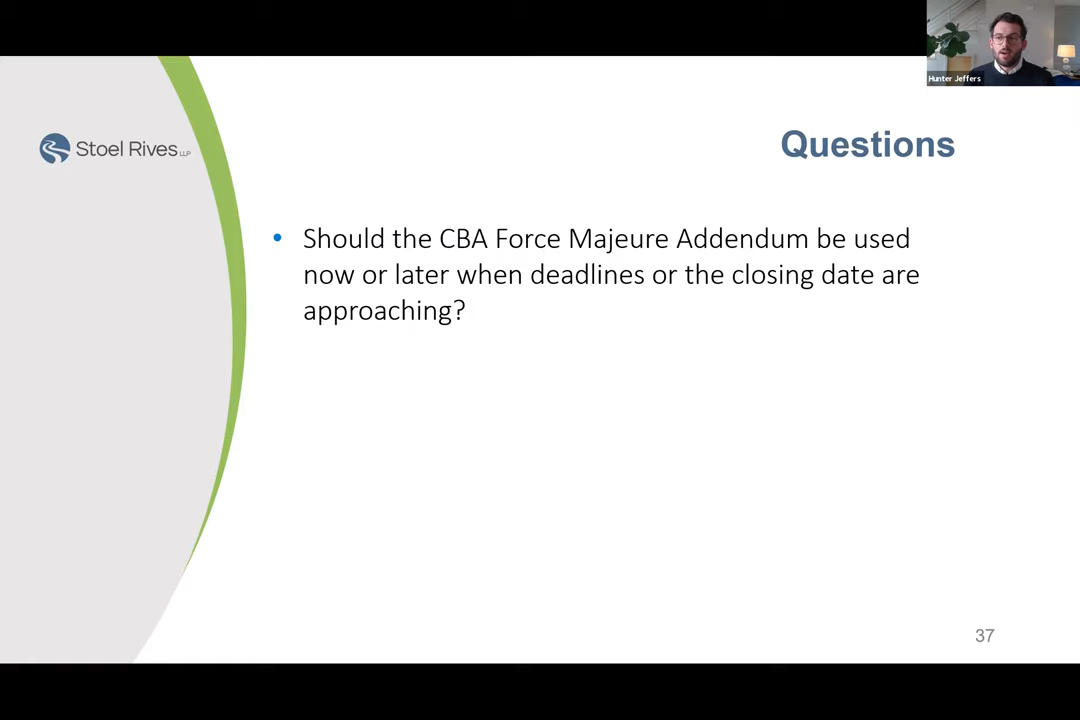 Hunter Jeffers
Stoel Rives LLP
Questions
• Should the CBA Force Majeure Addendum be used
now or later when deadlines or the closing date are
approaching?
37